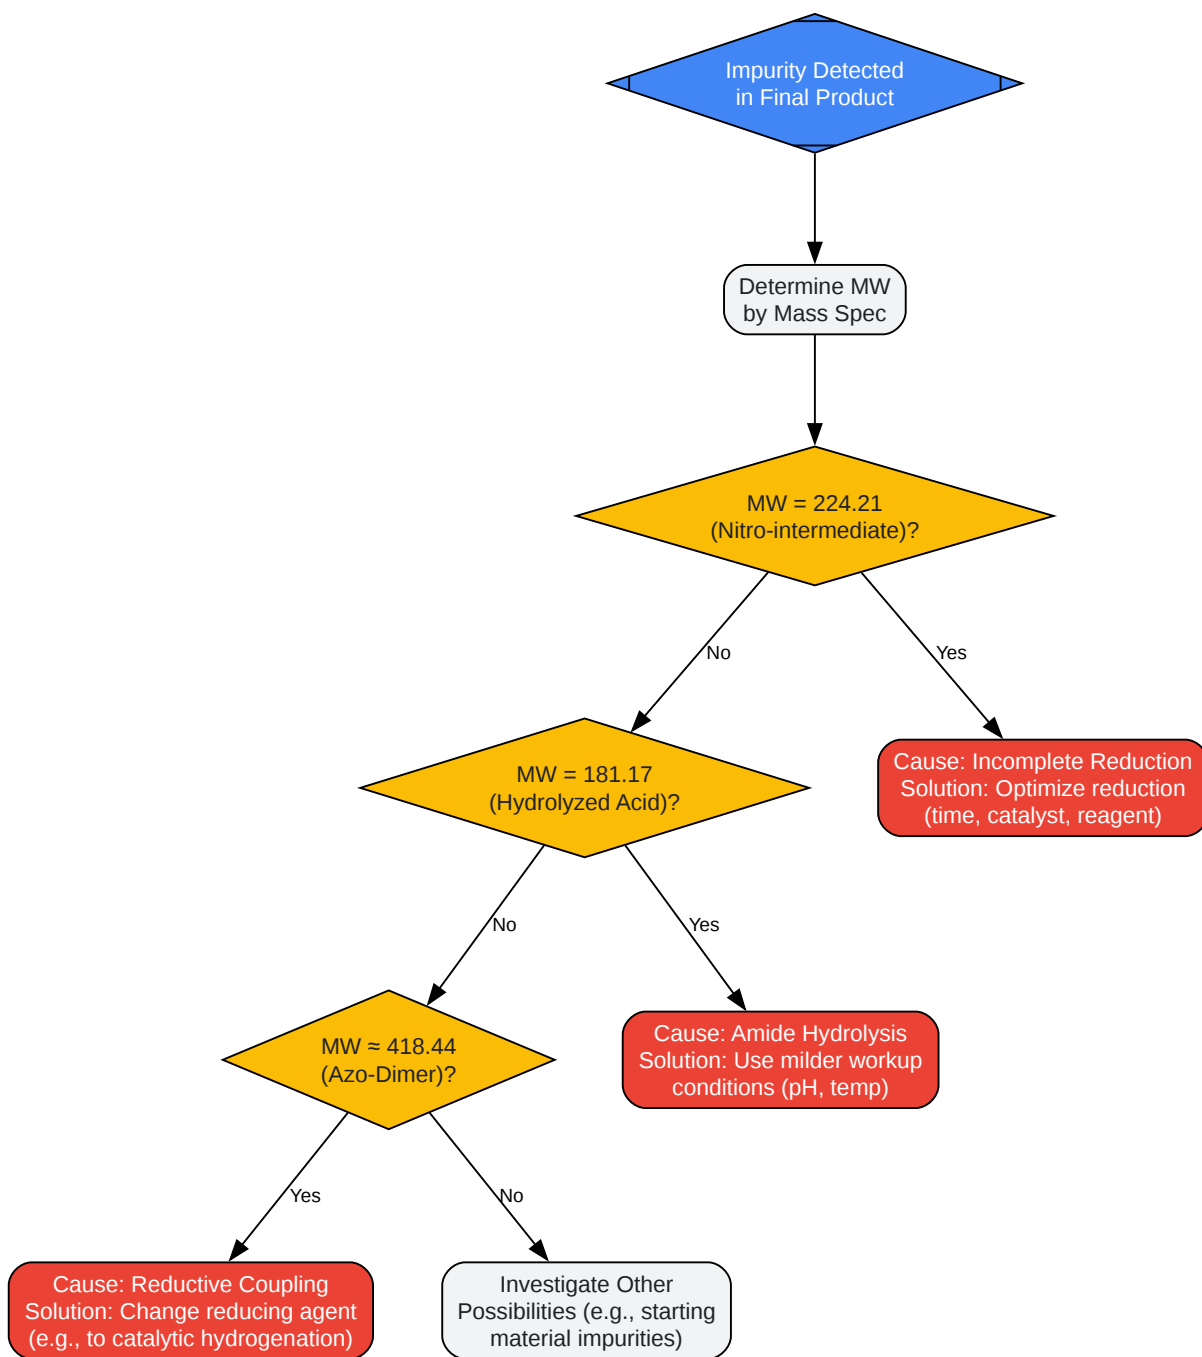 Impurity Detected
in Final Product
Determine MW
by Mass Spec
MW = 224.21
(Nitro-intermediate)?
No
Yes
MW = 181.17
(Hydrolyzed Acid)?
Cause: Incomplete Reduction
Solution: Optimize reduction
(time, catalyst, reagent)
No
Yes
MW ≈ 418.44
(Azo-Dimer)?
Cause: Amide Hydrolysis
Solution: Use milder workup
conditions (pH, temp)
Yes
No
Cause: Reductive Coupling
Solution: Change reducing agent
(e.g., to catalytic hydrogenation)
Investigate Other
Possibilities (e.g., starting
material impurities)